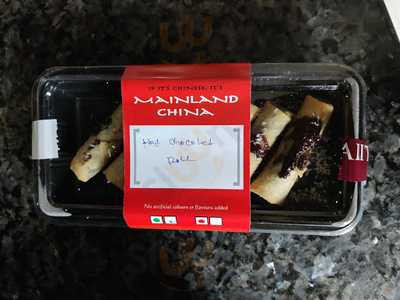 IF IT'S CHINESE, IT'S
MAINLAND
CHINA
Hot Chocolate
Roll
No artificial colours or flavours added